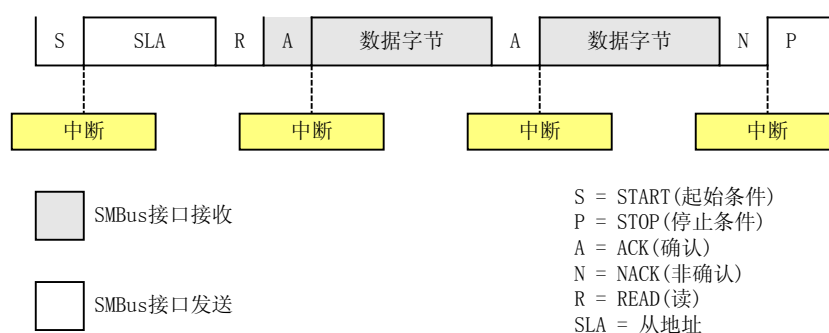 S SLA R A 数据字节 A 数据字节 N P
中断 中断 中断 中断
SMBus接口接收
SMBus接口发送
S = START(起始条件)
P = STOP(停止条件)
A = ACK(确认)
N = NACK(非确认)
R = READ(读)
SLA = 从地址